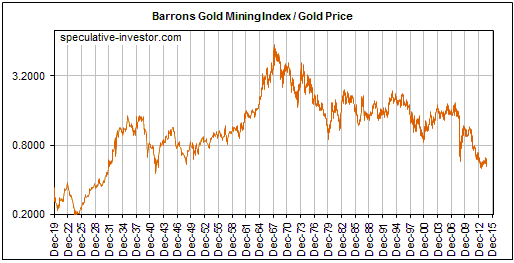 Barrons Gold Mining Index / Gold Price
speculative-investor.com
3.2000
0.8000
0.2000
Dec-19
Dec-22
Dec-25
Dec-28
Dec-31
Dec-34
Dec-37
Dec-40
Dec-43
Dec-46
Dec-49
Dec-52
Dec-55
Dec-58
Dec-61
Dec-64
Dec-67
Dec-70
Dec-73
Dec-76
Dec-79
Dec-82
Dec-85
Dec-88
Dec-91
Dec-94
Dec-97
Dec-00
Dec-03
Dec-06
Dec-09
Dec-12
Dec-15